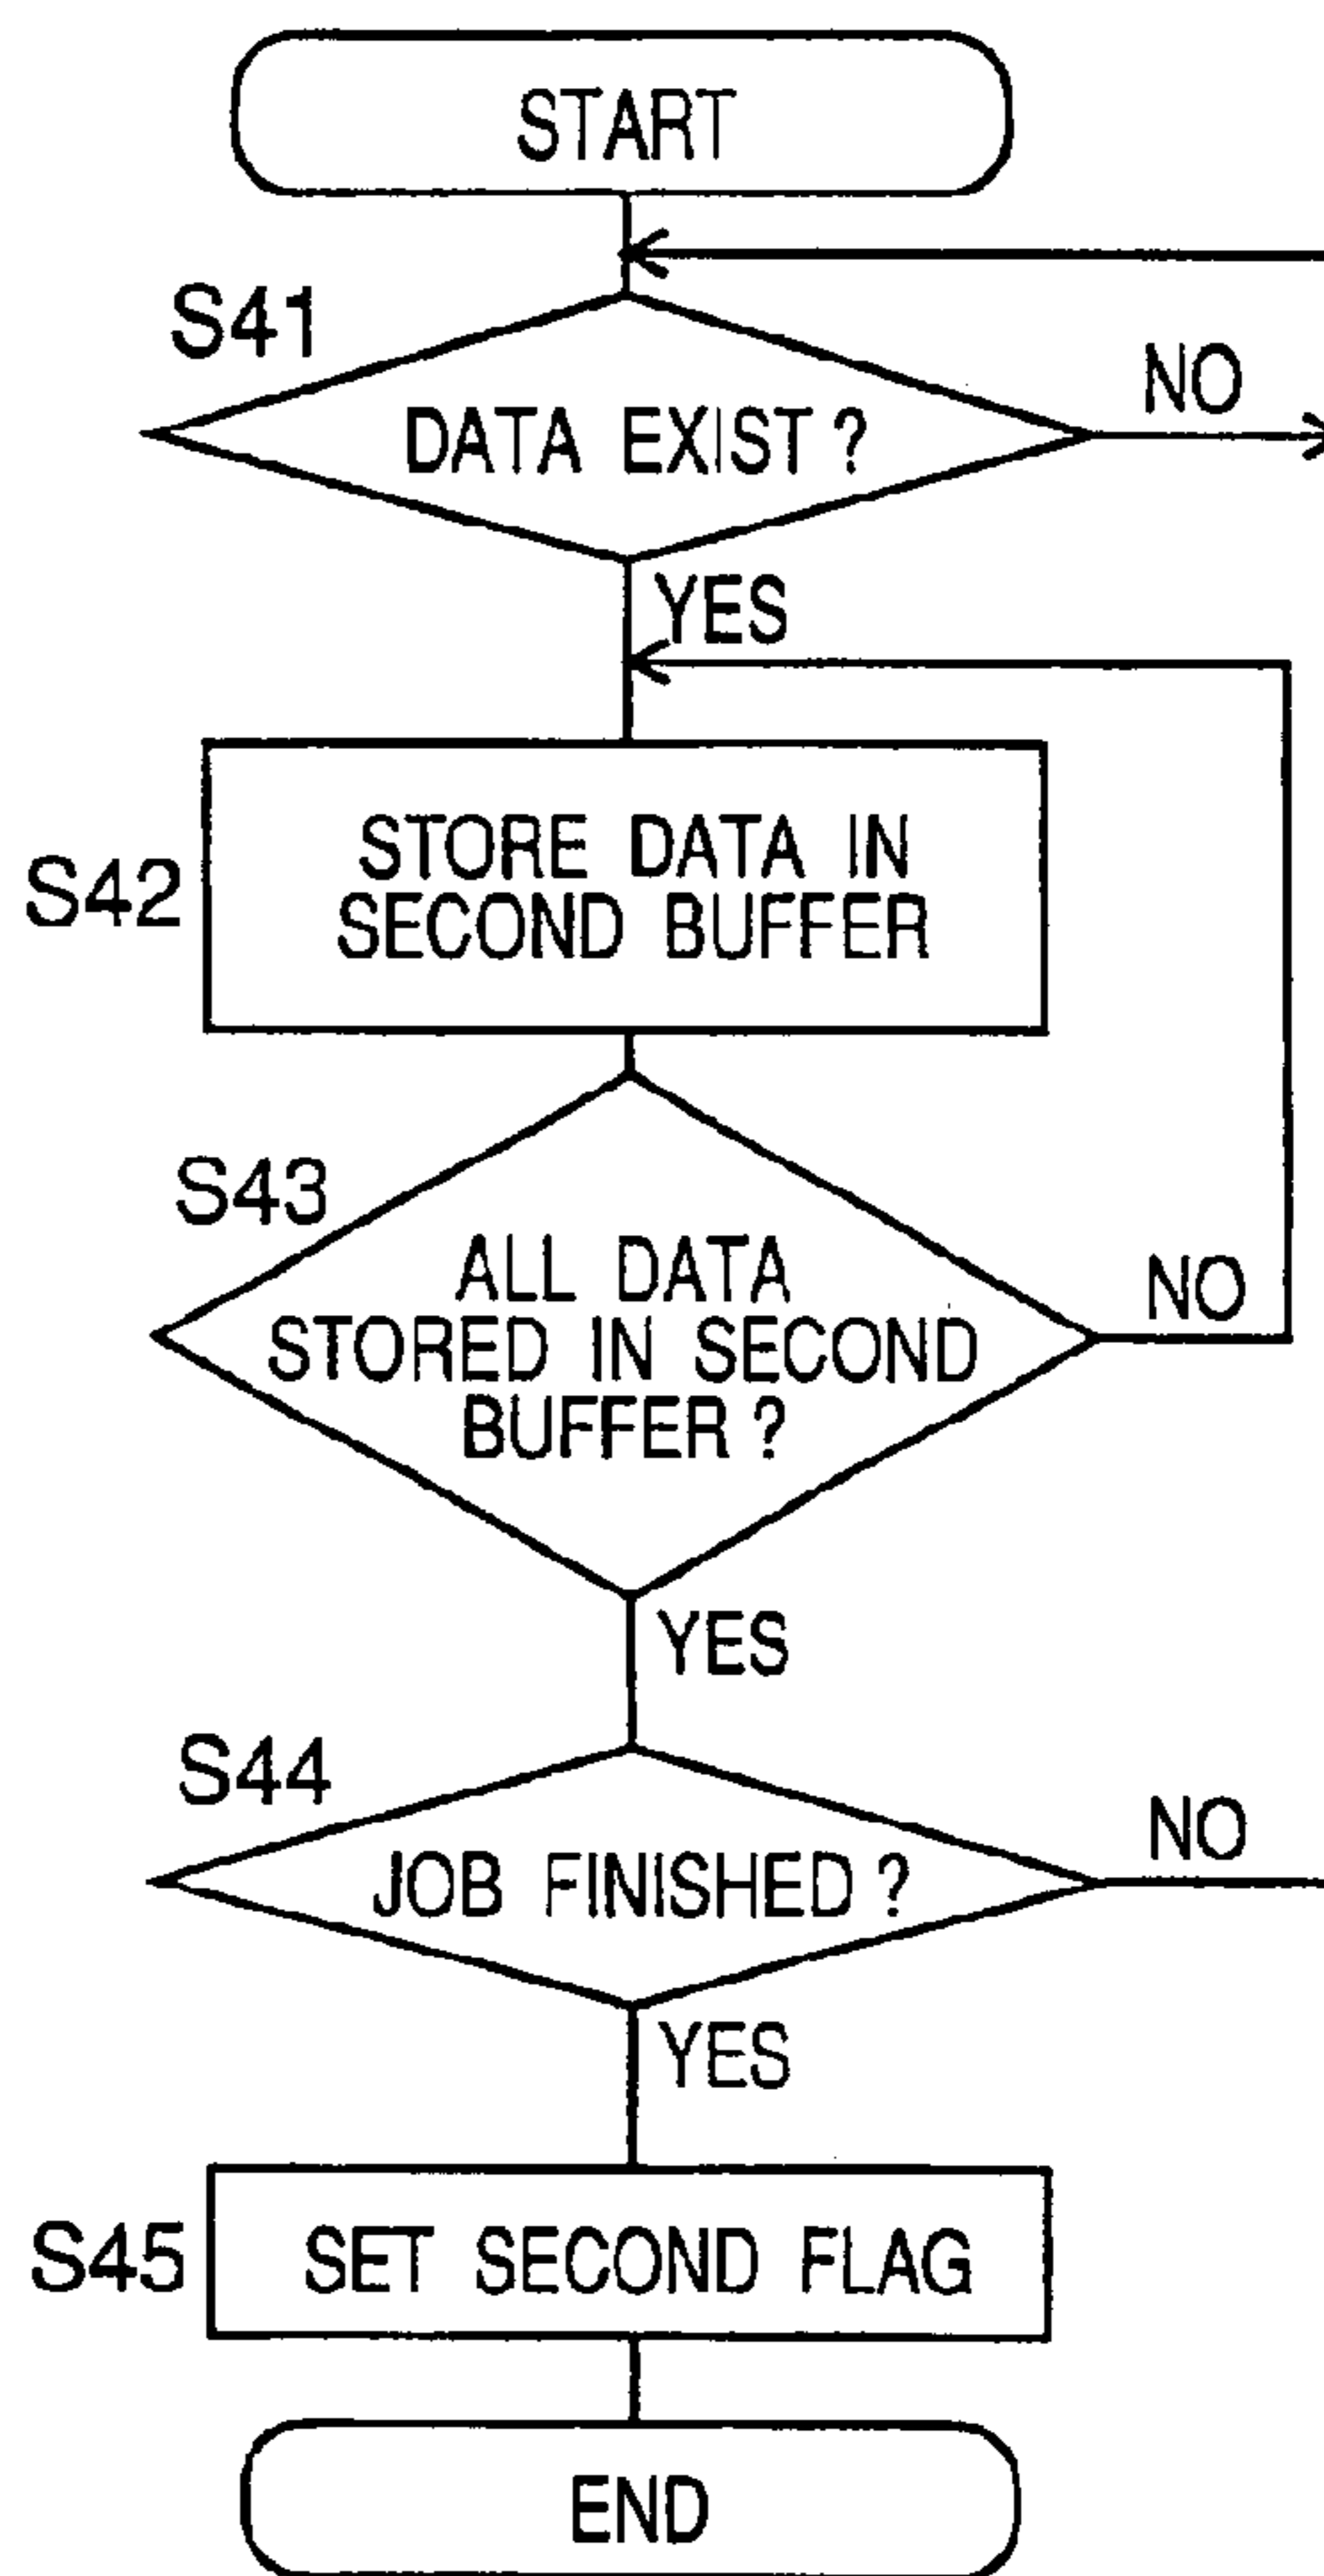 START
S41
DATA EXIST ?
NO
YES
S42
STORE DATA IN
SECOND BUFFER
S43
ALL DATA
STORED IN SECOND
BUFFER ?
NO
YES
S44
JOB FINISHED ?
NO
YES
S45
SET SECOND FLAG
END